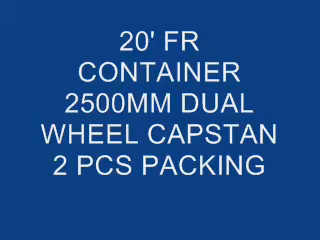 20' FR
CONTAINER
2500MM DUAL
WHEEL CAPSTAN
2 PCS PACKING